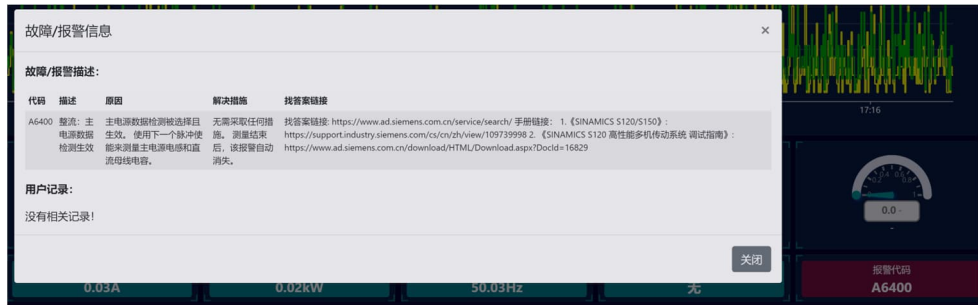 故障/报警信息
×
故障/报警描述：
代码 描述 原因 解决措施 找答案链接
A6400
整流：主
电源数据
检测生效
主电源数据检测被选择且
生效。 使用下一个脉冲使
能来测量主电源电感和直
流母线电容。
无需采取任何措
施。 测量结束
后，该报警自动
消失。
找答案链接: https://www.ad.siemens.com.cn/service/search/ 手册链接： 1.《SINAMICS S120/S150》:
https://support.industry.siemens.com/cs/cn/zh/view/109739998 2.《SINAMICS S120 高性能多机传动系统 调试指南》:
https://www.ad.siemens.com.cn/download/HTML/Download.aspx?DocId=16829
用户记录：
没有相关记录!
关闭
17:16
0.2 0.4 0.6 0.8
1
0.0 -
-
0.03A
0.02kW
50.03Hz
无
报警代码
A6400